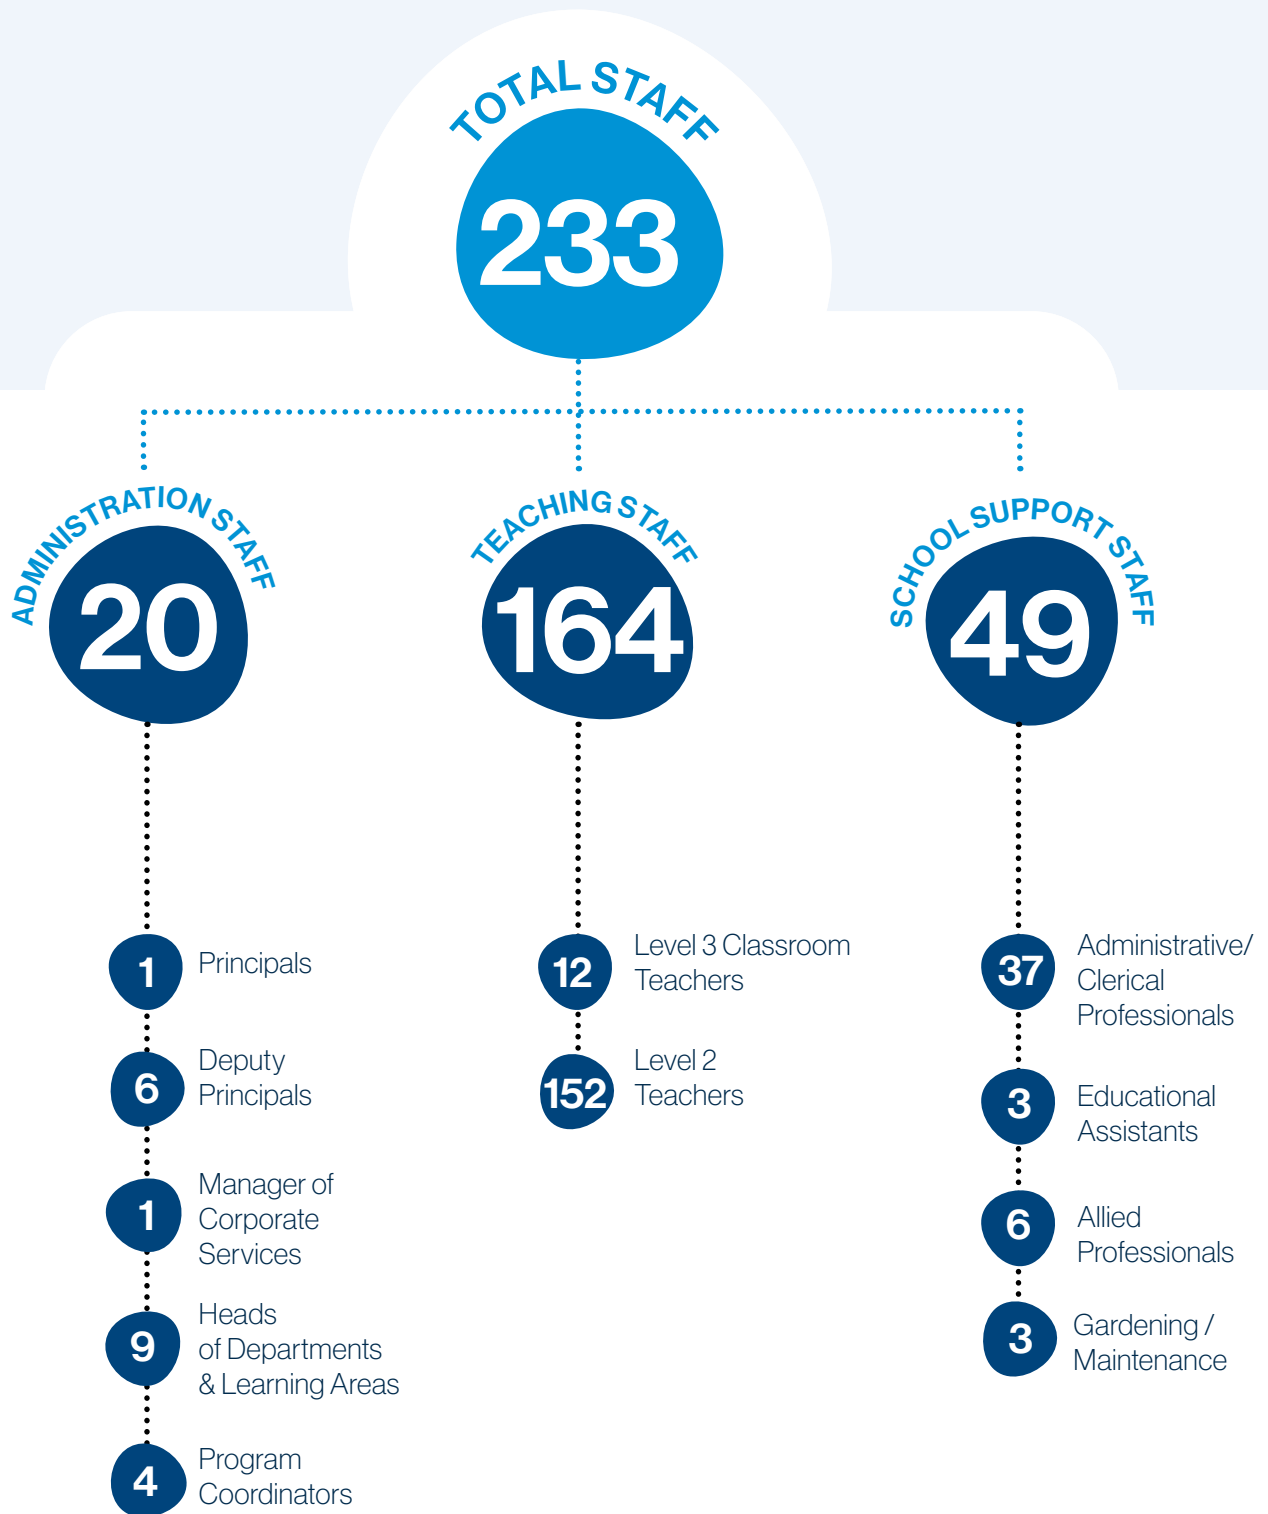 TOTAL STAFF
233
ADMINISTRATION STAFF
20
1
Principals
6
Deputy
Principals
1
Manager of
Corporate
Services
9
Heads
of Departments
& Learning Areas
4
Program
Coordinators
TEACHING STAFF
164
12
Level 3 Classroom
Teachers
152
Level 2
Teachers
SCHOOL SUPPORT STAFF
49
37
Administrative/
Clerical
Professionals
3
Educational
Assistants
6
Allied
Professionals
3
Gardening /
Maintenance